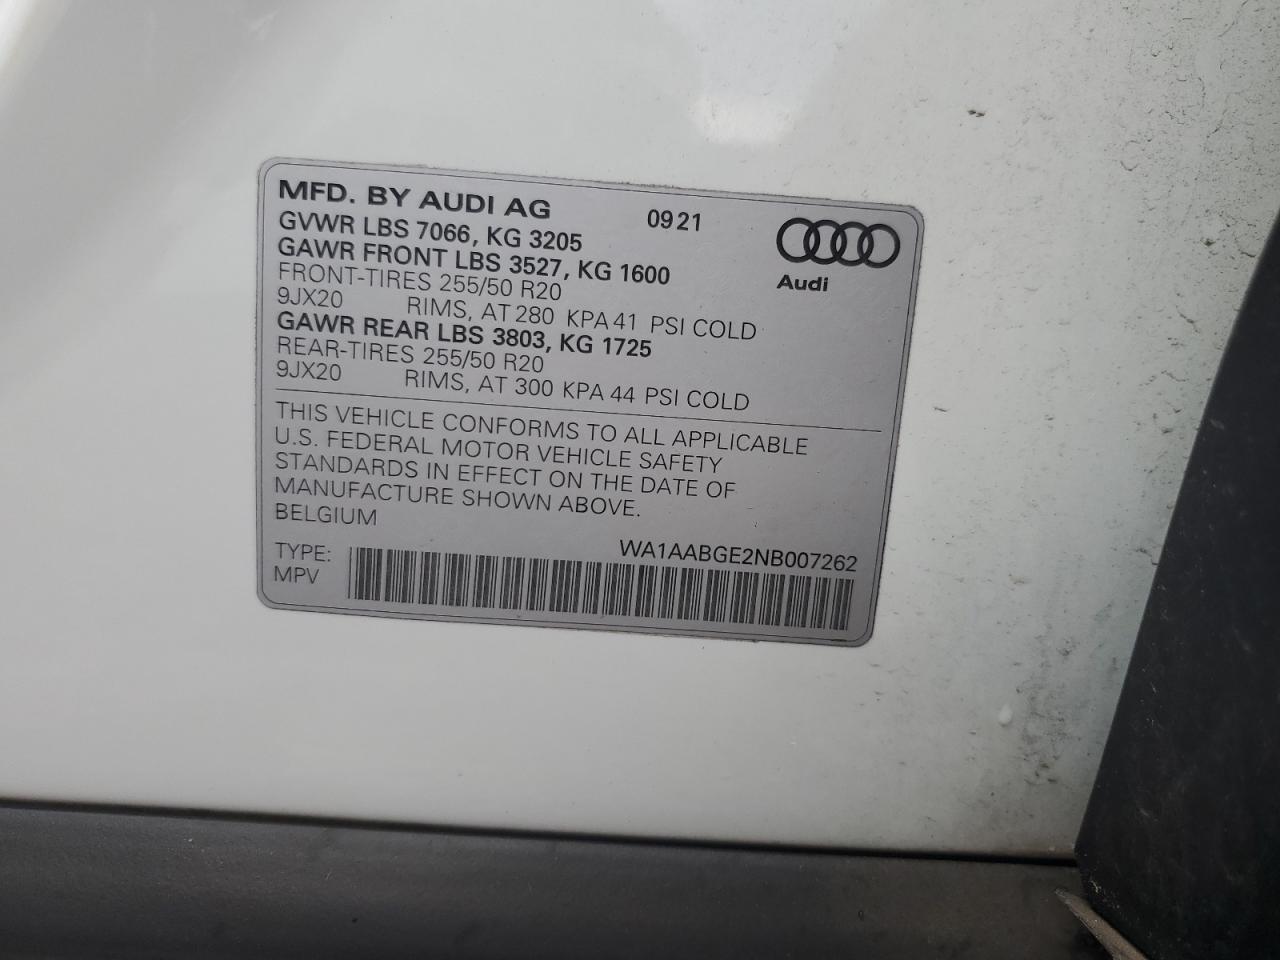 MFD. BY AUDI AG 09 21
GVWR LBS 7066, KG 3205
GAWR FRONT LBS 3527, KG 1600
Audi
FRONT-TIRES 255/50 R20
9JX20 RIMS, AT 280 KPA 41 PSI COLD
GAWR REAR LBS 3803, KG 1725
REAR-TIRES 255/50 R20
9JX20 RIMS, AT 300 KPA 44 PSI COLD
THIS VEHICLE CONFORMS TO ALL APPLICABLE
U.S. FEDERAL MOTOR VEHICLE SAFETY
STANDARDS IN EFFECT ON THE DATE OF
MANUFACTURE SHOWN ABOVE.
BELGIUM
WA1AABGE2NB007262
TYPE:
MPV